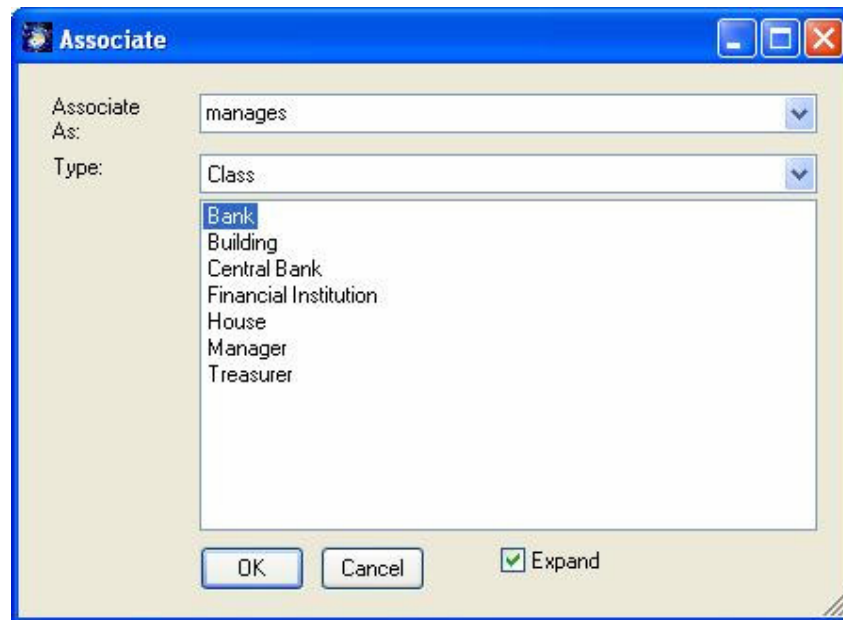 Associate
Associate As:
manages
Type:
Class
Bank
Building
Central Bank
Financial Institution
House
Manager
Treasurer
OK
Cancel
Expand